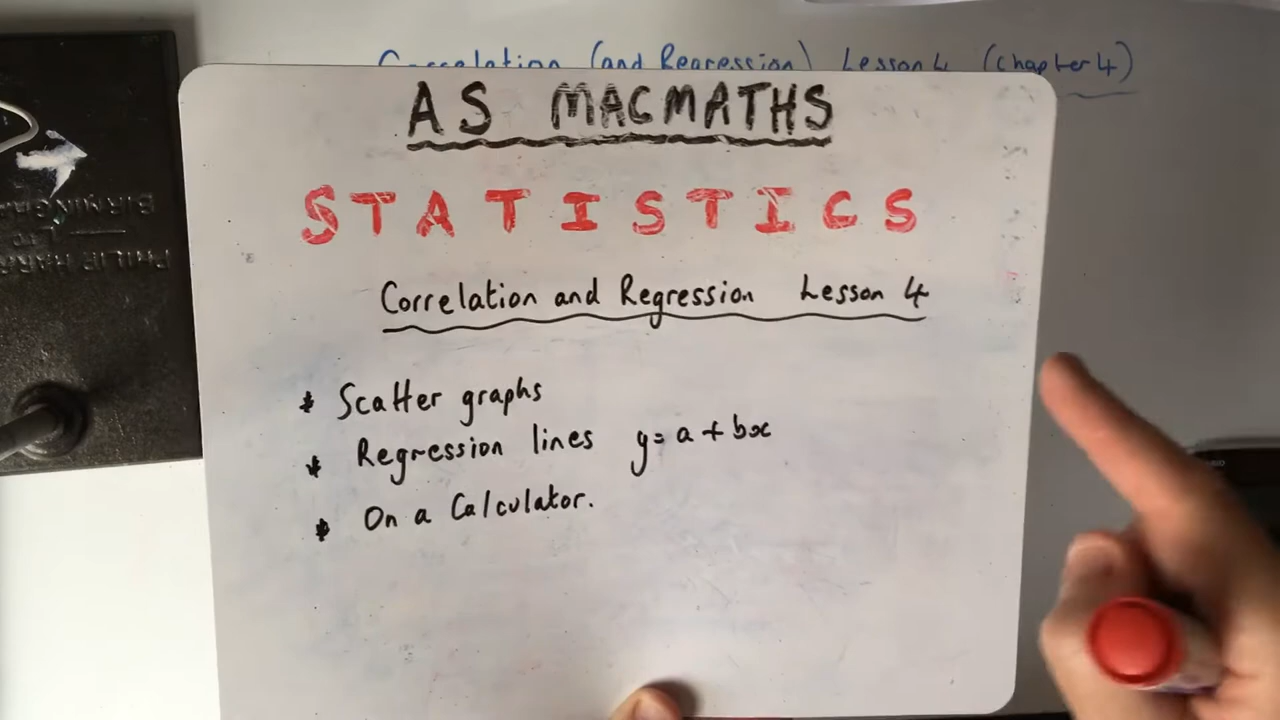 Correlation (and Regression) Lesson 4 (Chapter 4)
AS MACMATHS
STATISTICS
Correlation and Regression Lesson 4
* Scatter graphs
* Regression lines y = a + bx
* On a Calculator.